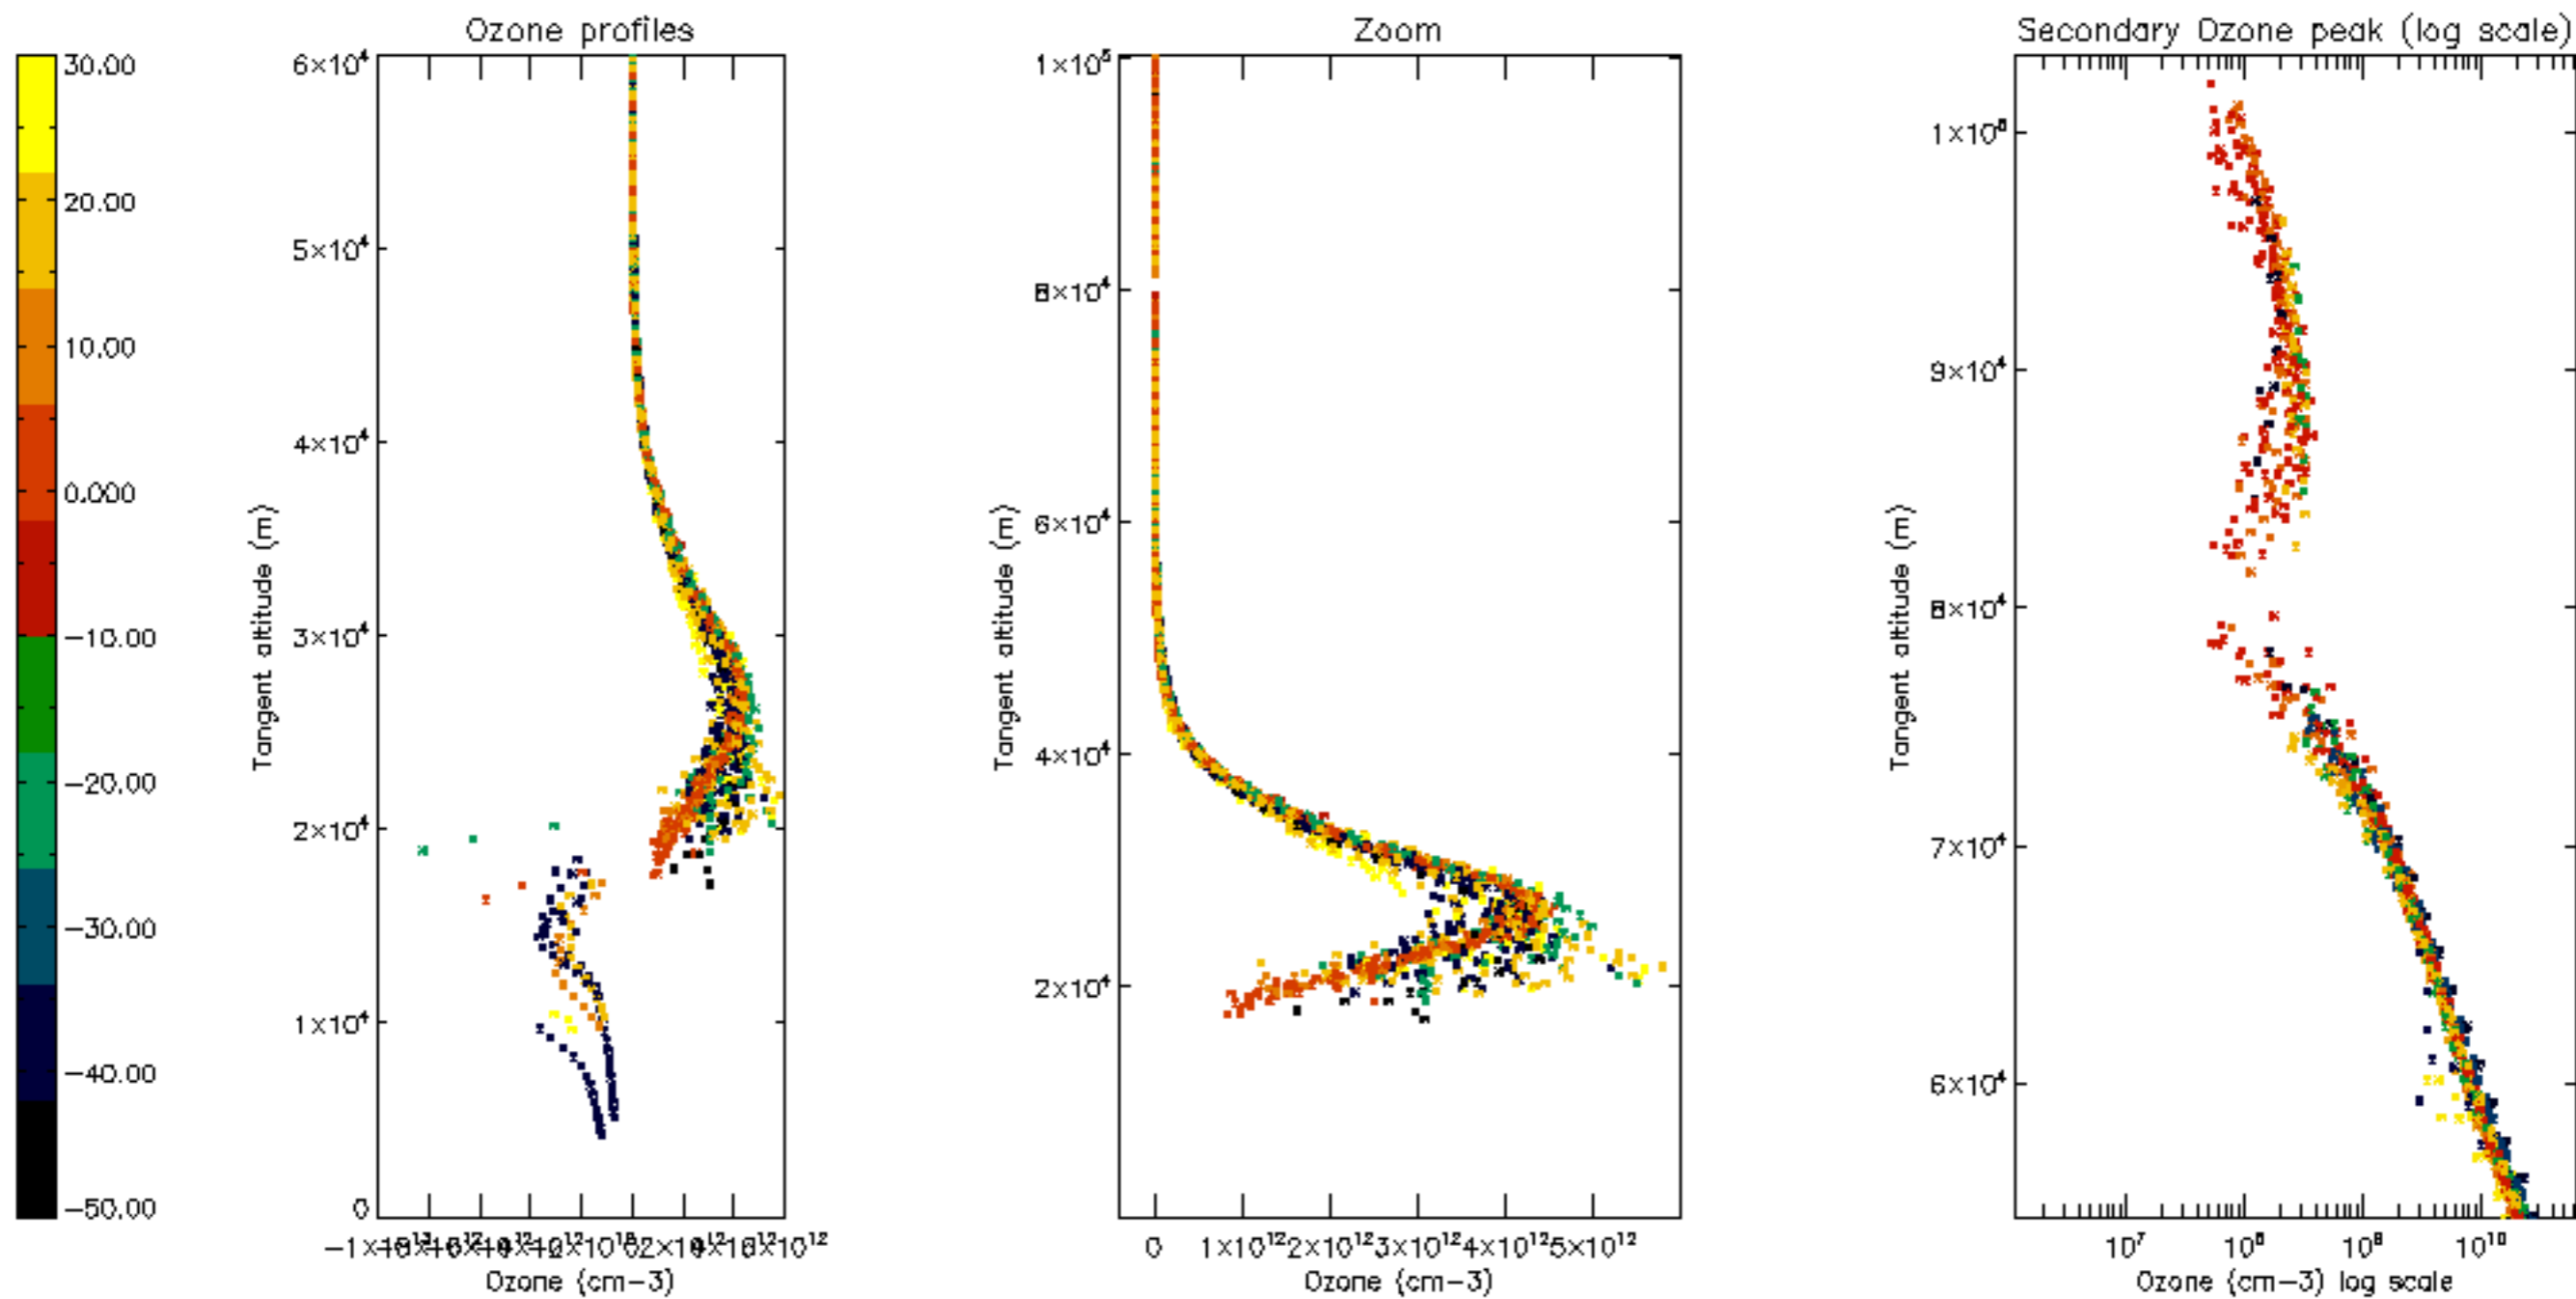 Ozone profiles
Zoom
Secondary Ozone peak (log scale)
30.00
20.00
10.00
0.000
-10.00
-20.00
-30.00
-40.00
-50.00
6×10⁴
5×10⁴
4×10⁴
3×10⁴
2×10⁴
1×10⁴
0
Tangent altitude (m)
Ozone (cm-3)
1×10⁵
8×10⁴
6×10⁴
4×10⁴
2×10⁴
Tangent altitude (m)
0 1×10¹² 2×10¹² 3×10¹² 4×10¹² 5×10¹²
Ozone (cm-3)
9×10⁴
8×10⁴
7×10⁴
6×10⁴
Tangent altitude (m)
10⁷ 10⁸ 10⁹ 10¹⁰
Ozone (cm-3) log scale